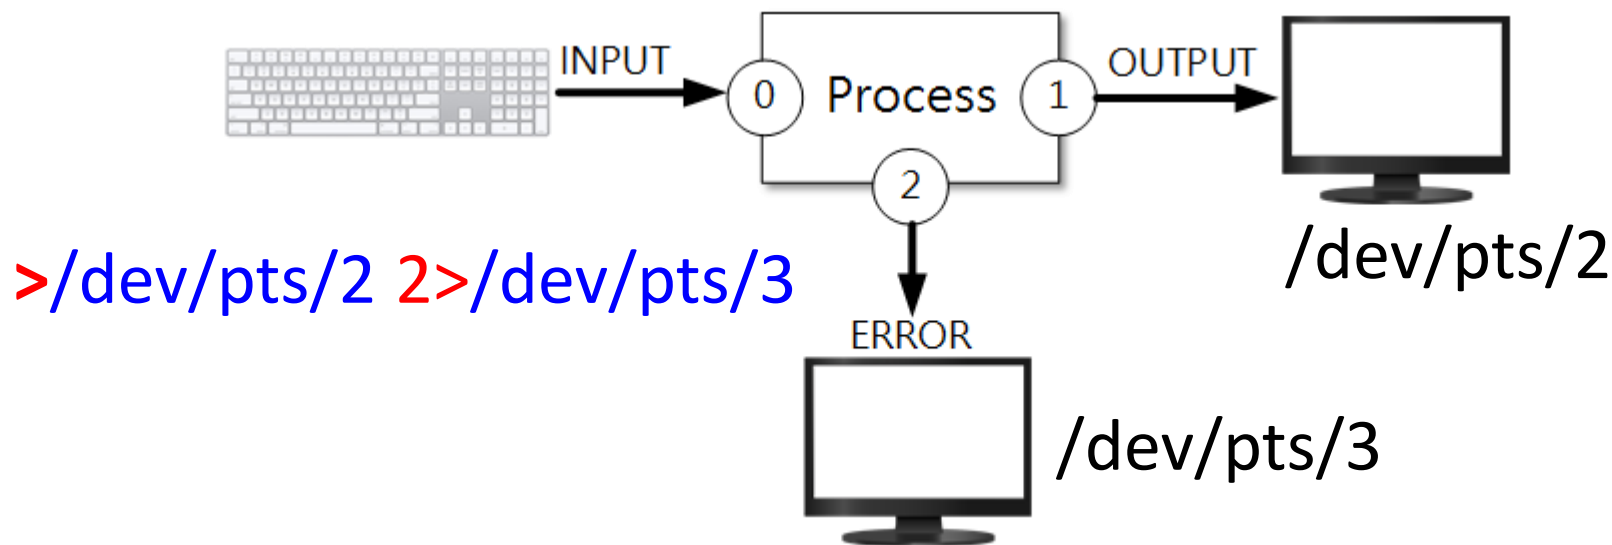 INPUT
0
Process
1
OUTPUT
2
>/dev/pts/2 2>/dev/pts/3
/dev/pts/2
ERROR
/dev/pts/3